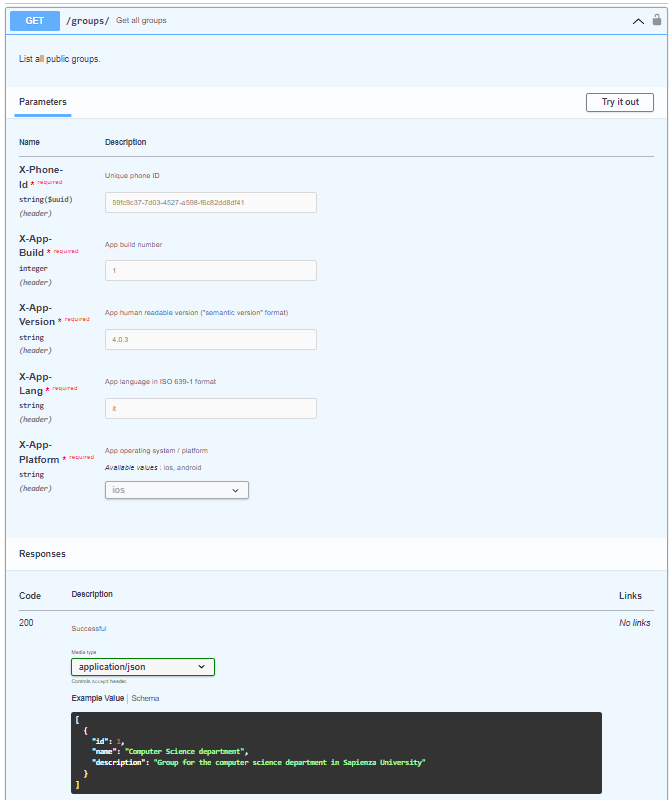 GET /groups/ Get all groups
List all public groups.
Parameters
Try it out
Name Description
X-Phone-
Id * required
string($uuid)
(header)
Unique phone ID
59fc9c37-7d03-4527-a598-f6c82dd8df41
X-App-
Build * required
integer
(header)
App build number
1
X-App-
Version * required
string
(header)
App human readable version ("semantic version" format)
4.0.3
X-App-
Lang * required
string
(header)
App language in ISO 639-1 format
it
X-App-
Platform * required
string
(header)
App operating system / platform
Available values : ios, android
ios
Responses
Code Description Links
200 Successful No links
Media type
application/json
Controls Accept header.
Example Value | Schema
[
{
"id": 1,
"name": "Computer Science department",
"description": "Group for the computer science department in Sapienza University"
}
]